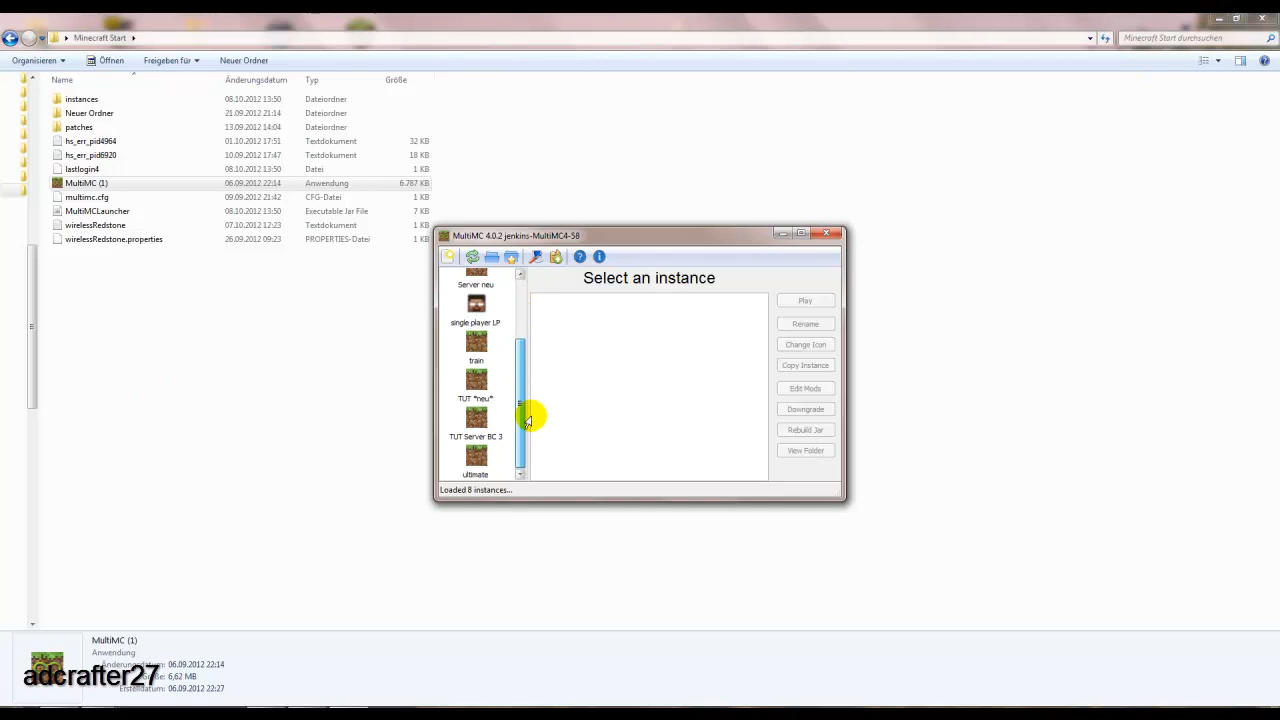 Minecraft Start
Minecraft Start durchsuchen
Organisieren Öffnen Freigeben für Neuer Ordner
Name Änderungsdatum Typ Größe
instances 08.10.2012 13:50 Dateiordner
Neuer Ordner 21.09.2012 21:14 Dateiordner
patches 13.09.2012 14:04 Dateiordner
hs_err_pid4964 01.10.2012 17:51 Textdokument 32 KB
hs_err_pid6920 10.09.2012 17:47 Textdokument 18 KB
lastlogin4 08.10.2012 13:50 Datei 1 KB
MultiMC (1) 06.09.2012 22:14 Anwendung 6.787 KB
multimc.cfg 09.09.2012 21:42 CFG-Datei 1 KB
MultiMCLauncher 08.10.2012 13:50 Executable Jar File 7 KB
wirelessRedstone 07.10.2012 12:23 Textdokument 1 KB
wirelessRedstone.properties 26.09.2012 09:23 PROPERTIES-Datei 1 KB
MultiMC 4.0.2 jenkins-MultiMC4-58
Select an instance
Server neu
single player LP
train
TUT *neu*
TUT Server BC 3
ultimate
Play
Rename
Change Icon
Copy Instance
Edit Mods
Downgrade
Rebuild Jar
View Folder
Loaded 8 instances...
MultiMC (1)
Anwendung
Änderungsdatum: 06.09.2012 22:14
Größe: 6,62 MB
Erstelldatum: 06.09.2012 22:27
adcrafter27